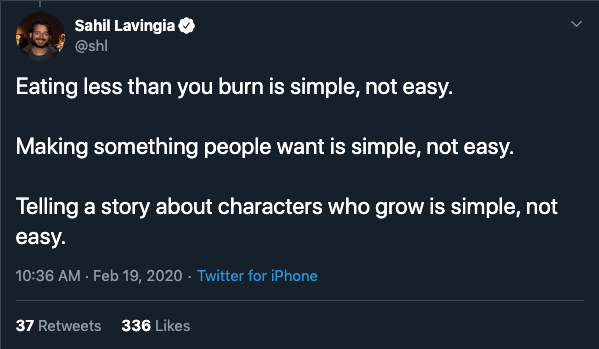 Sahil Lavingia
@shl
Eating less than you burn is simple, not easy.
Making something people want is simple, not easy.
Telling a story about characters who grow is simple, not
easy.
10:36 AM · Feb 19, 2020 · Twitter for iPhone
37 Retweets 336 Likes